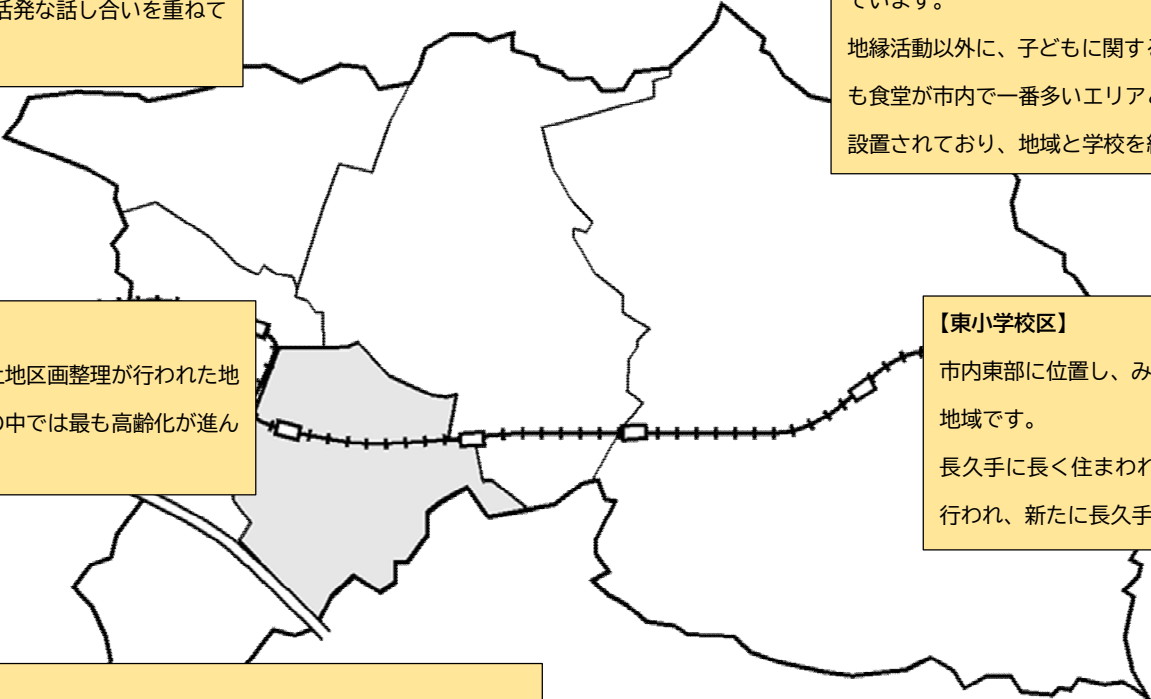 活発な話し合いを重ねて
ています。
地縁活動以外に、子どもに関す
も食堂が市内で一番多いエリア
設置されており、地域と学校を
土地区画整理が行われた地
の中では最も高齢化が進ん
【東小学校区】
市内東部に位置し、み
地域です。
長久手に長く住まわ
行われ、新たに長久手